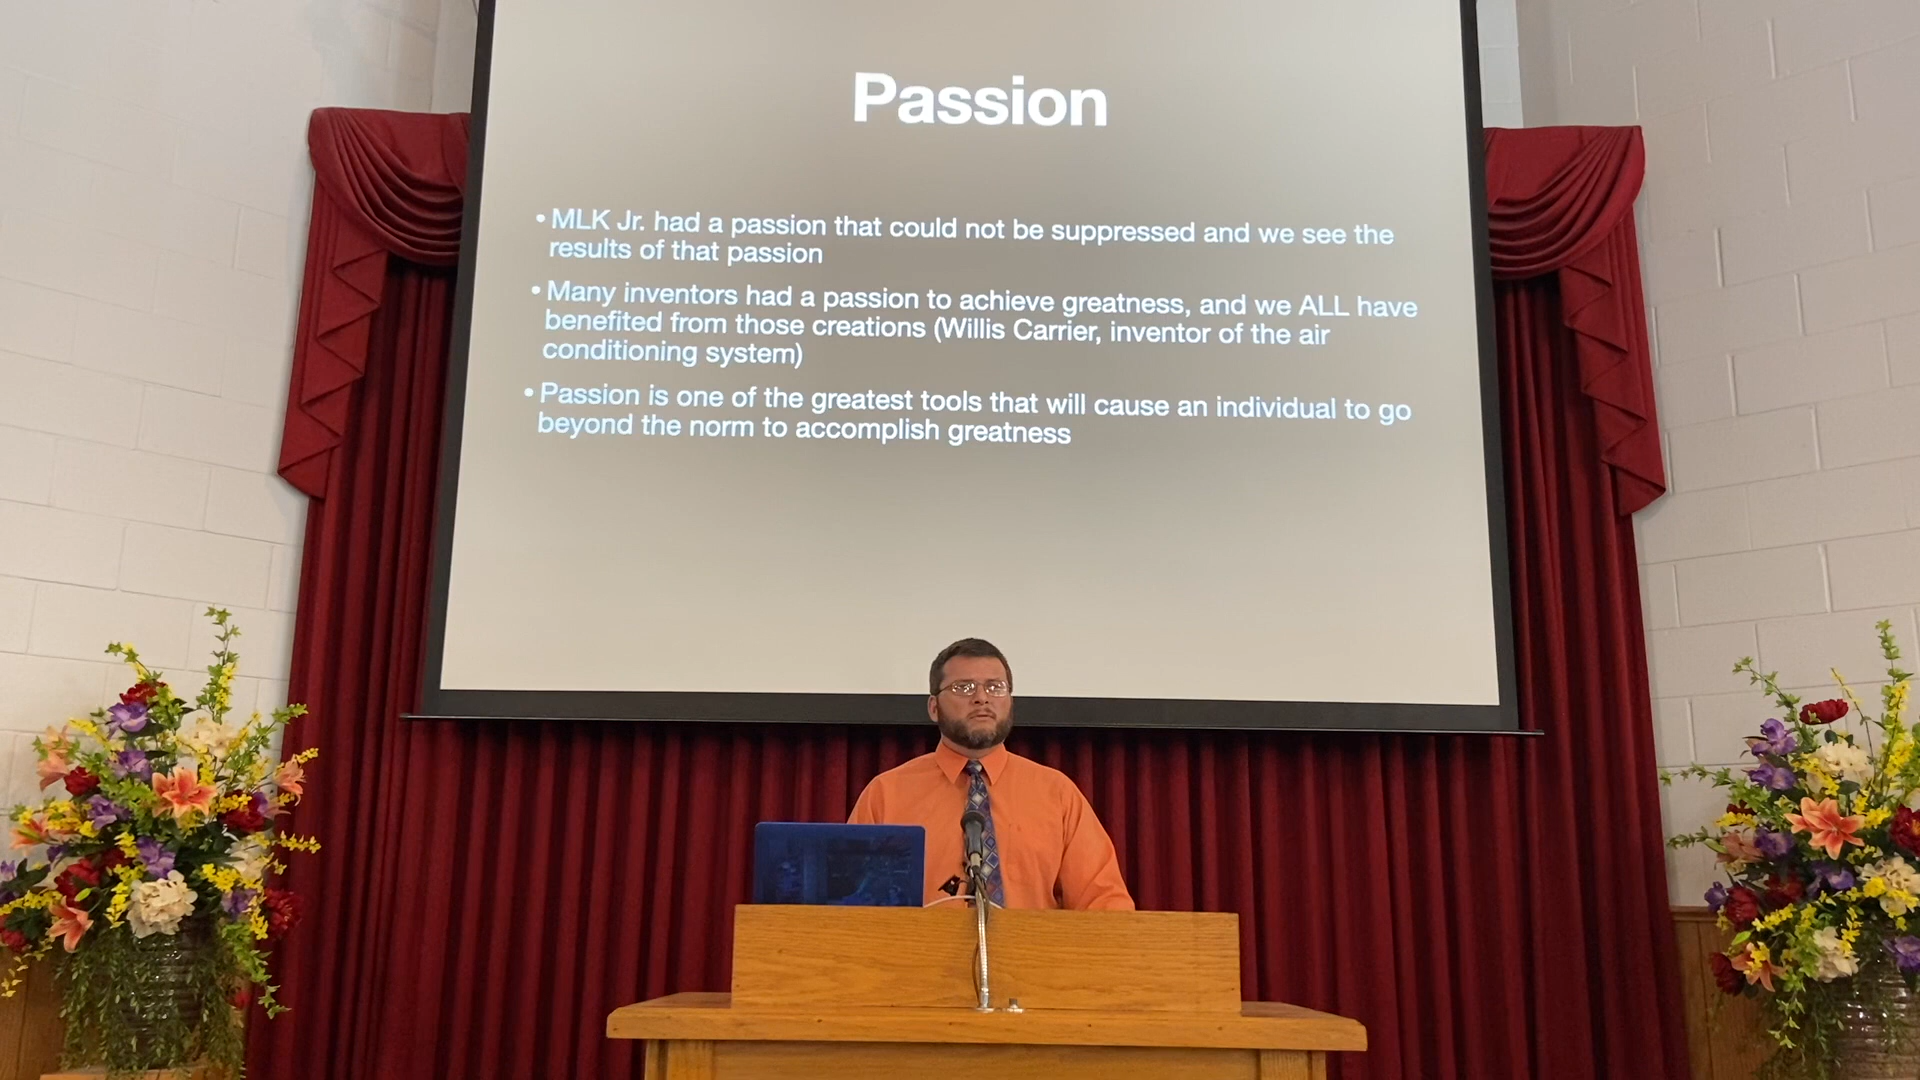 Passion
• MLK Jr. had a passion that could not be suppressed and we see the
results of that passion
• Many inventors had a passion to achieve greatness, and we ALL have
benefited from those creations (Willis Carrier, inventor of the air
conditioning system)
• Passion is one of the greatest tools that will cause an individual to go
beyond the norm to accomplish greatness